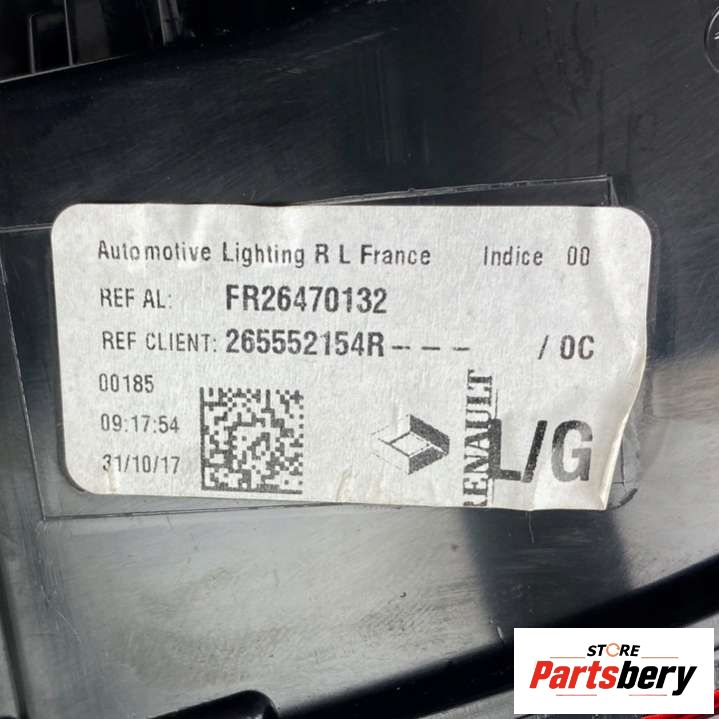 Automotive Lighting R L France Indice 00
REF AL: FR26470132
REF CLIENT: 265552154R--- / 0C
00185
09:17:54
31/10/17
RENAULT
L/G
STORE
Partsbery